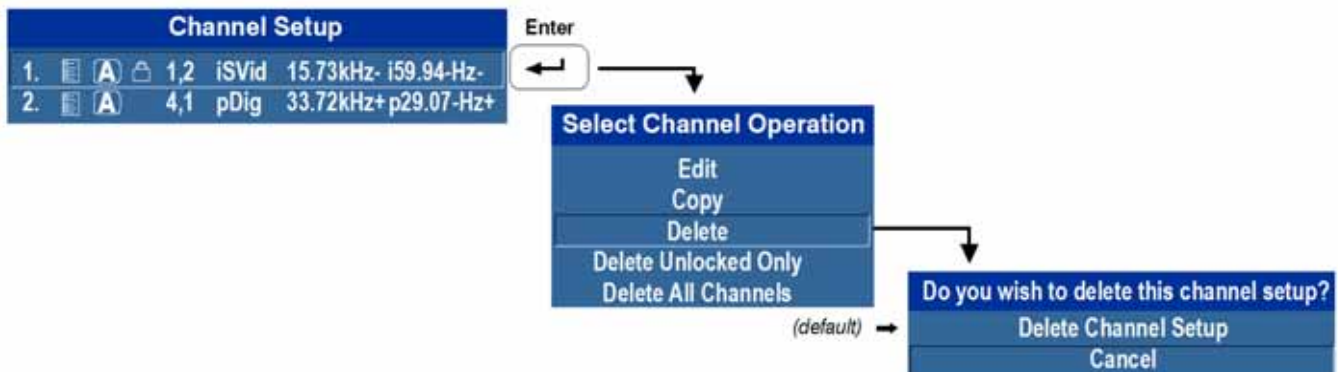 Channel Setup
Enter
1. A 1,2 iSVid 15.73kHz- i59.94-Hz-
2. A 4,1 pDig 33.72kHz+ p29.07-Hz+
Select Channel Operation
Edit
Copy
Delete
Delete Unlocked Only
Delete All Channels
Do you wish to delete this channel setup?
(default)
Delete Channel Setup
Cancel